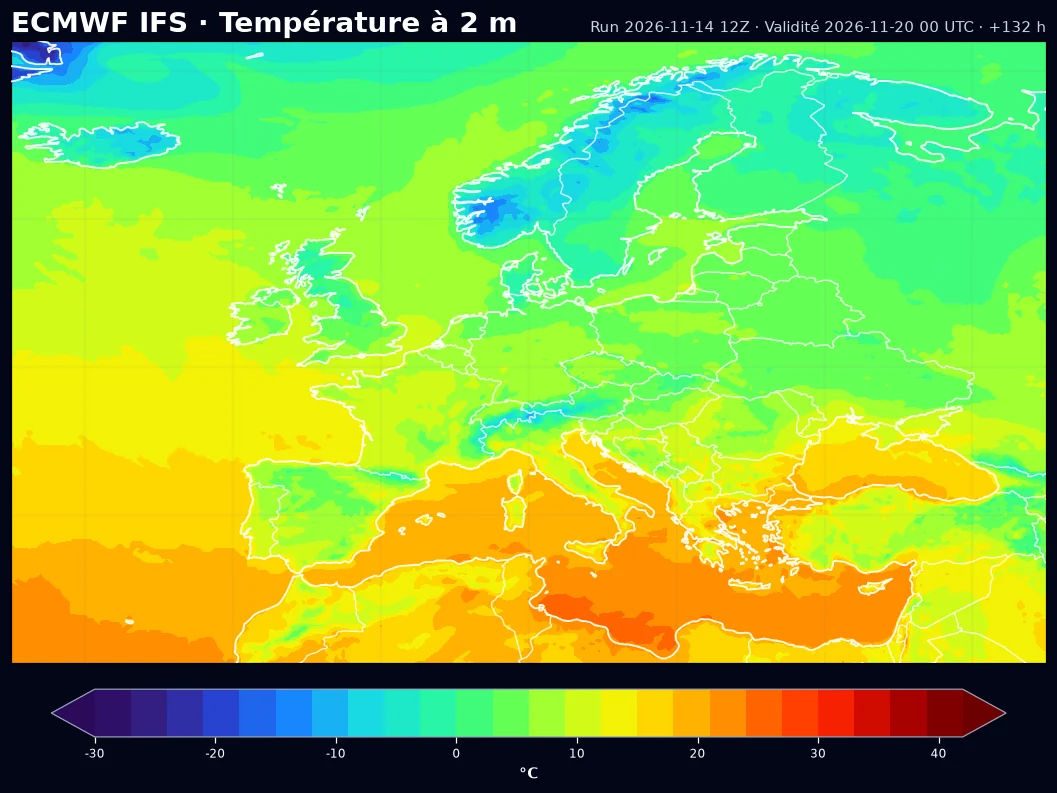 ECMWF IFS · Température à 2 m
Run 2026-11-14 12Z · Validité 2026-11-20 00 UTC · +132 h
-30 -20 -10 0 10 20 30 40
°C